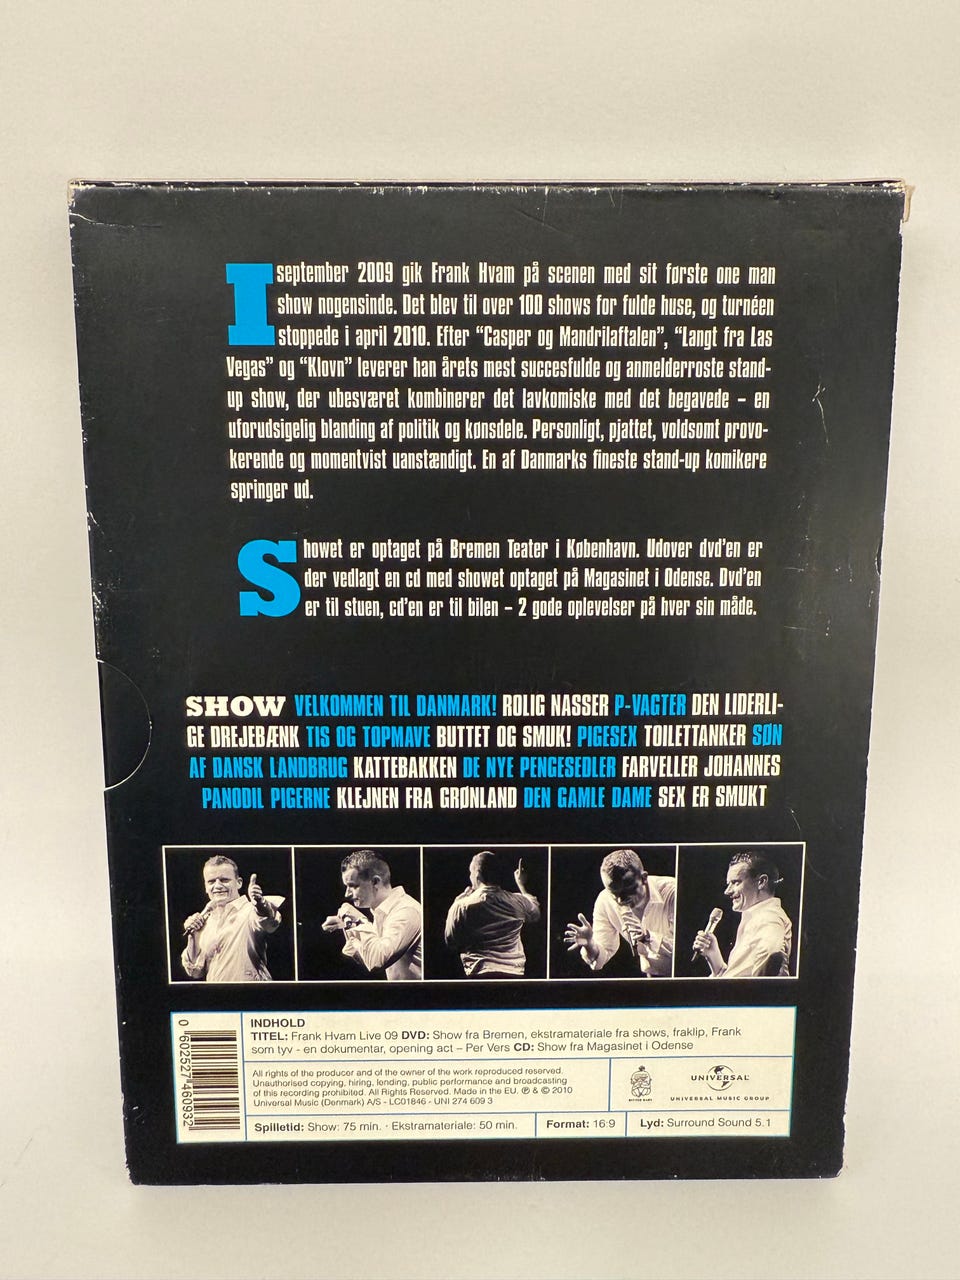 I september 2009 gik Frank Hvam på scenen med sit første one man
show nogensinde. Det blev til over 100 shows for fulde huse, og turnéen
stoppede i april 2010. Efter “Casper og Mandrilaftalen”, “Langt fra Las
Vegas” og “Klovn” leverer han årets mest succesfulde og anmelderroste stand-
up show, der ubesværet kombinerer det lavkomiske med det begavede – en
uforudsigelig blanding af politik og kønsdele. Personligt, pjattet, voldsomt provo-
kerende og momentvist uanstændigt. En af Danmarks fineste stand-up komikere
springer ud.
Showet er optaget på Bremen Teater i København. Udover dvd’en er
der vedlagt en cd med showet optaget på Magasinet i Odense. Dvd’en
er til stuen, cd’en er til bilen – 2 gode oplevelser på hver sin måde.
SHOW VELKOMMEN TIL DANMARK! ROLIG NASSER P-VAGTER DEN LIDERLI-
GE DREJEBÆNK TIS OG TOPMAVE BUTTET OG SMUK! PIGESEX TOILETTANKER SØN
AF DANSK LANDBRUG KATTEBAKKEN DE NYE PENGESEDLER FARVELLER JOHANNES
PANODIL PIGERNE KLEJNEN FRA GRØNLAND DEN GAMLE DAME SEX ER SMUKT
0 602527 460932
INDHOLD
TITEL: Frank Hvam Live 09 DVD: Show fra Bremen, ekstramateriale fra shows, fraklip, Frank
som tyv - en dokumentar, opening act – Per Vers CD: Show fra Magasinet i Odense
All rights of the producer and of the owner of the work reproduced reserved.
Unauthorised copying, hiring, lending, public performance and broadcasting
of this recording prohibited. All Rights Reserved. Made in the EU. ℗ & © 2010
Universal Music (Denmark) A/S - LC01846 - UNI 274 609 3
UNIVERSAL
UNIVERSAL MUSIC GROUP
Spilletid: Show: 75 min. · Ekstramateriale: 50 min.
Format: 16:9
Lyd: Surround Sound 5.1